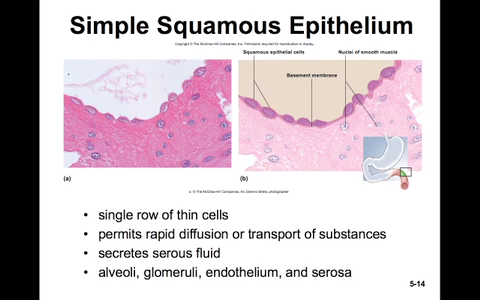 Simple Squamous Epithelium
Copyright © The McGraw-Hill Companies, Inc. Permission required for reproduction or display.
Squamous epithelial cells
Nuclei of smooth muscle
Basement membrane
(a)
(b)
a: © The McGraw-Hill Companies, Inc./Dennis Strete, photographer
• single row of thin cells
• permits rapid diffusion or transport of substances
• secretes serous fluid
• alveoli, glomeruli, endothelium, and serosa
5-14